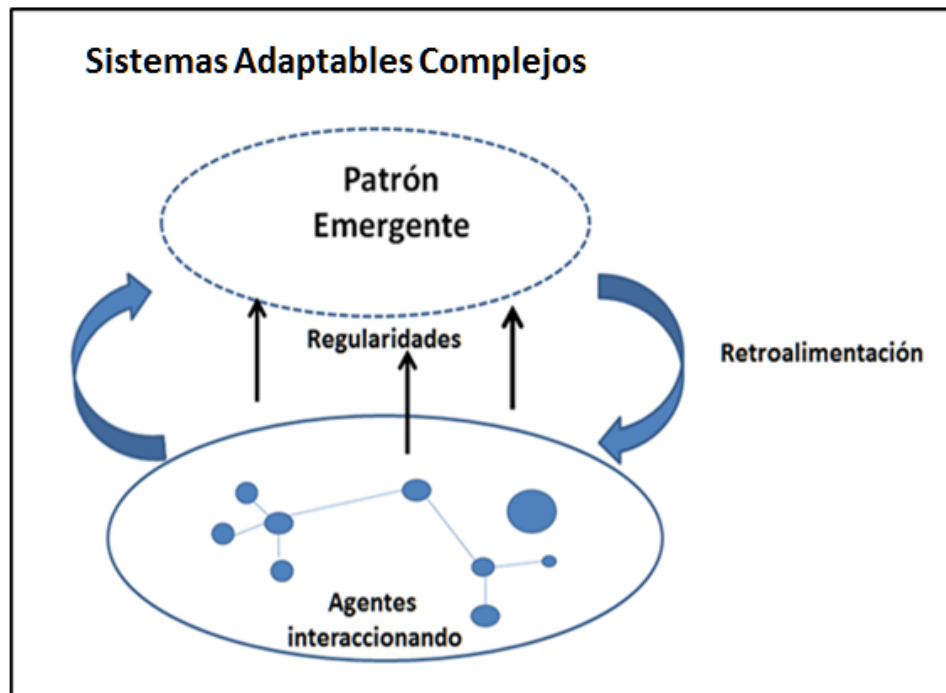 Sistemas Adaptables Complejos
Patrón
Emergente
Regularidades
Retroalimentación
Agentes
interaccionando